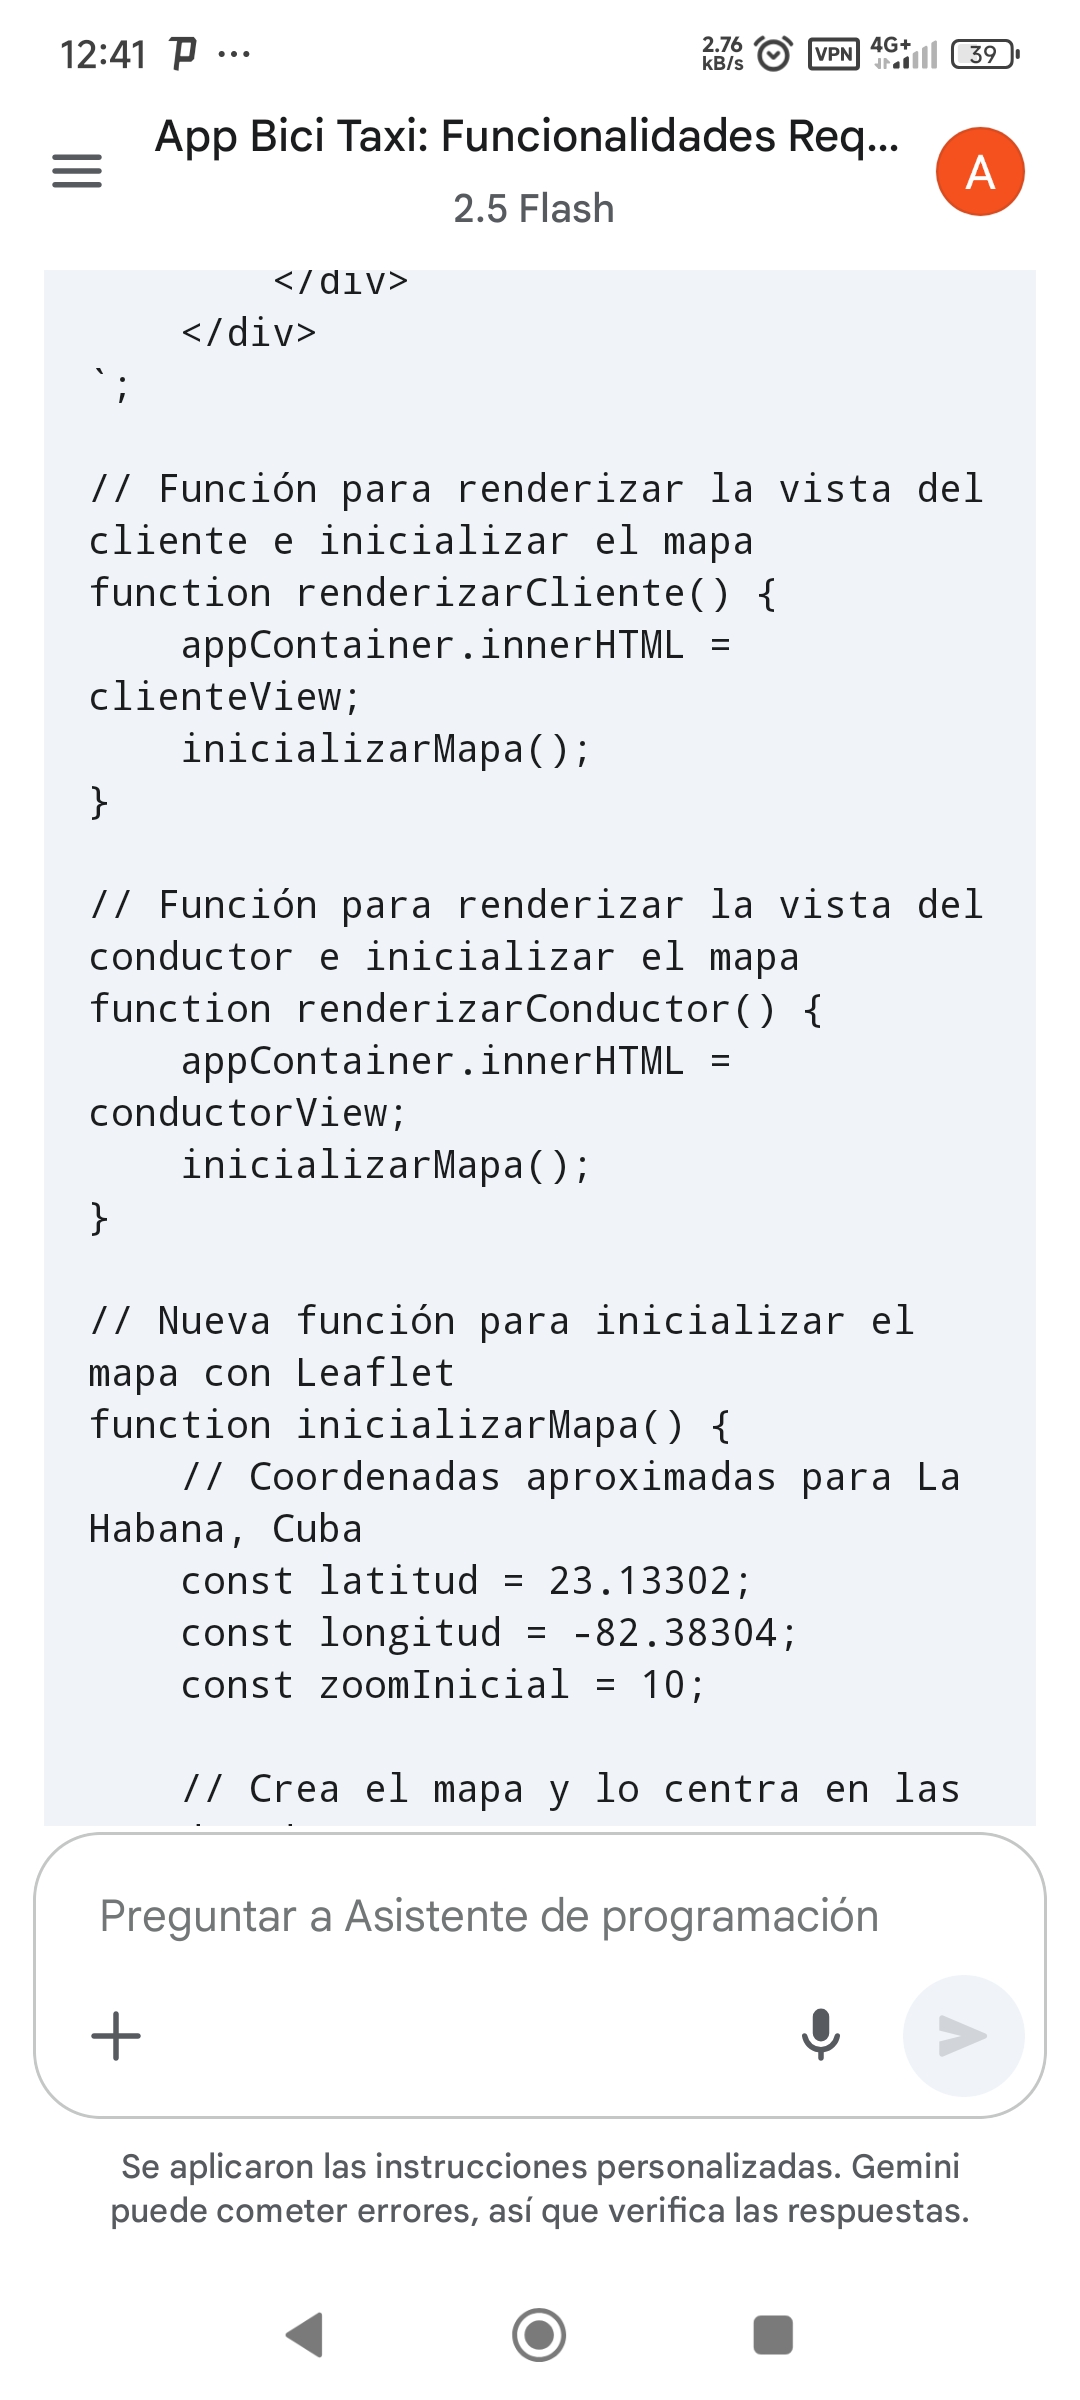 12:41
2.76 kB/s
VPN
4G+
39
App Bici Taxi: Funcionalidades Req...
2.5 Flash
A
</div>
</div>
`;
// Función para renderizar la vista del
cliente e inicializar el mapa
function renderizarCliente() {
appContainer.innerHTML =
clienteView;
inicializarMapa();
}
// Función para renderizar la vista del
conductor e inicializar el mapa
function renderizarConductor() {
appContainer.innerHTML =
conductorView;
inicializarMapa();
}
// Nueva función para inicializar el
mapa con Leaflet
function inicializarMapa() {
// Coordenadas aproximadas para La
Habana, Cuba
const latitud = 23.13302;
const longitud = -82.38304;
const zoomInicial = 10;
// Crea el mapa y lo centra en las
Preguntar a Asistente de programación
Se aplicaron las instrucciones personalizadas. Gemini
puede cometer errores, así que verifica las respuestas.